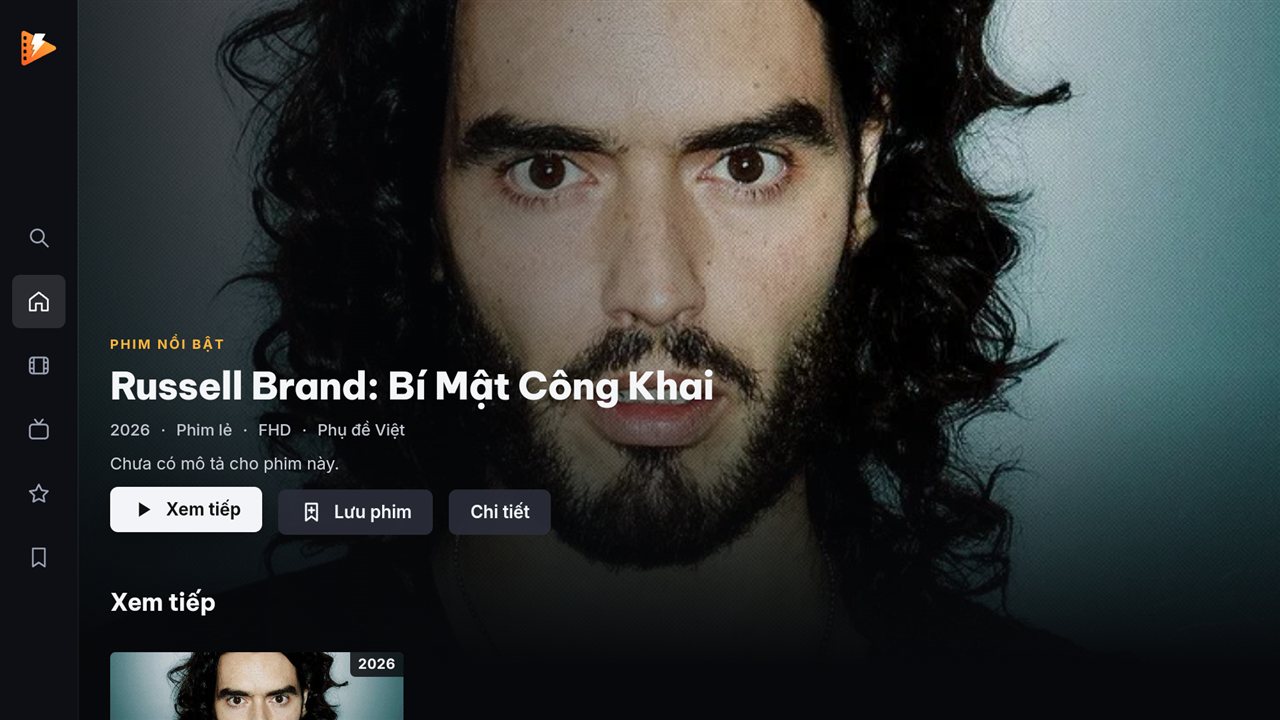 PHIM NỔI BẬT
Russell Brand: Bí Mật Công Khai
2026 · Phim lẻ · FHD · Phụ đề Việt
Chưa có mô tả cho phim này.
Xem tiếp
Lưu phim
Chi tiết
Xem tiếp
2026